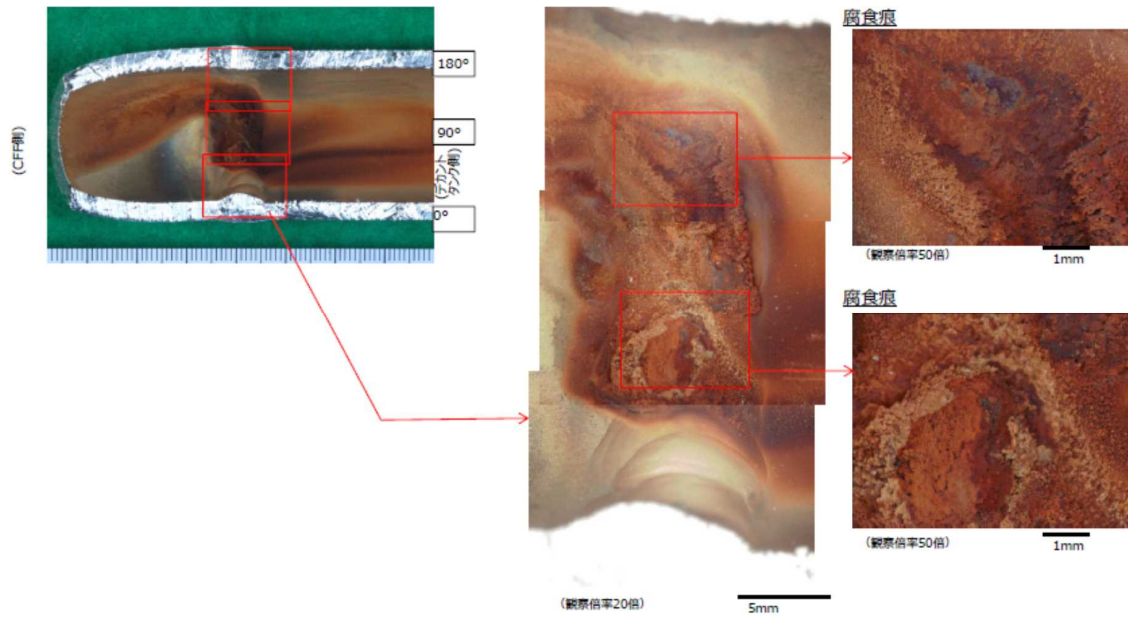 (CFF側)
180°
90°
(デカント
タンク側)
0°
(観察倍率20倍)
5mm
腐食痕
(観察倍率50倍)
1mm
腐食痕
(観察倍率50倍)
1mm